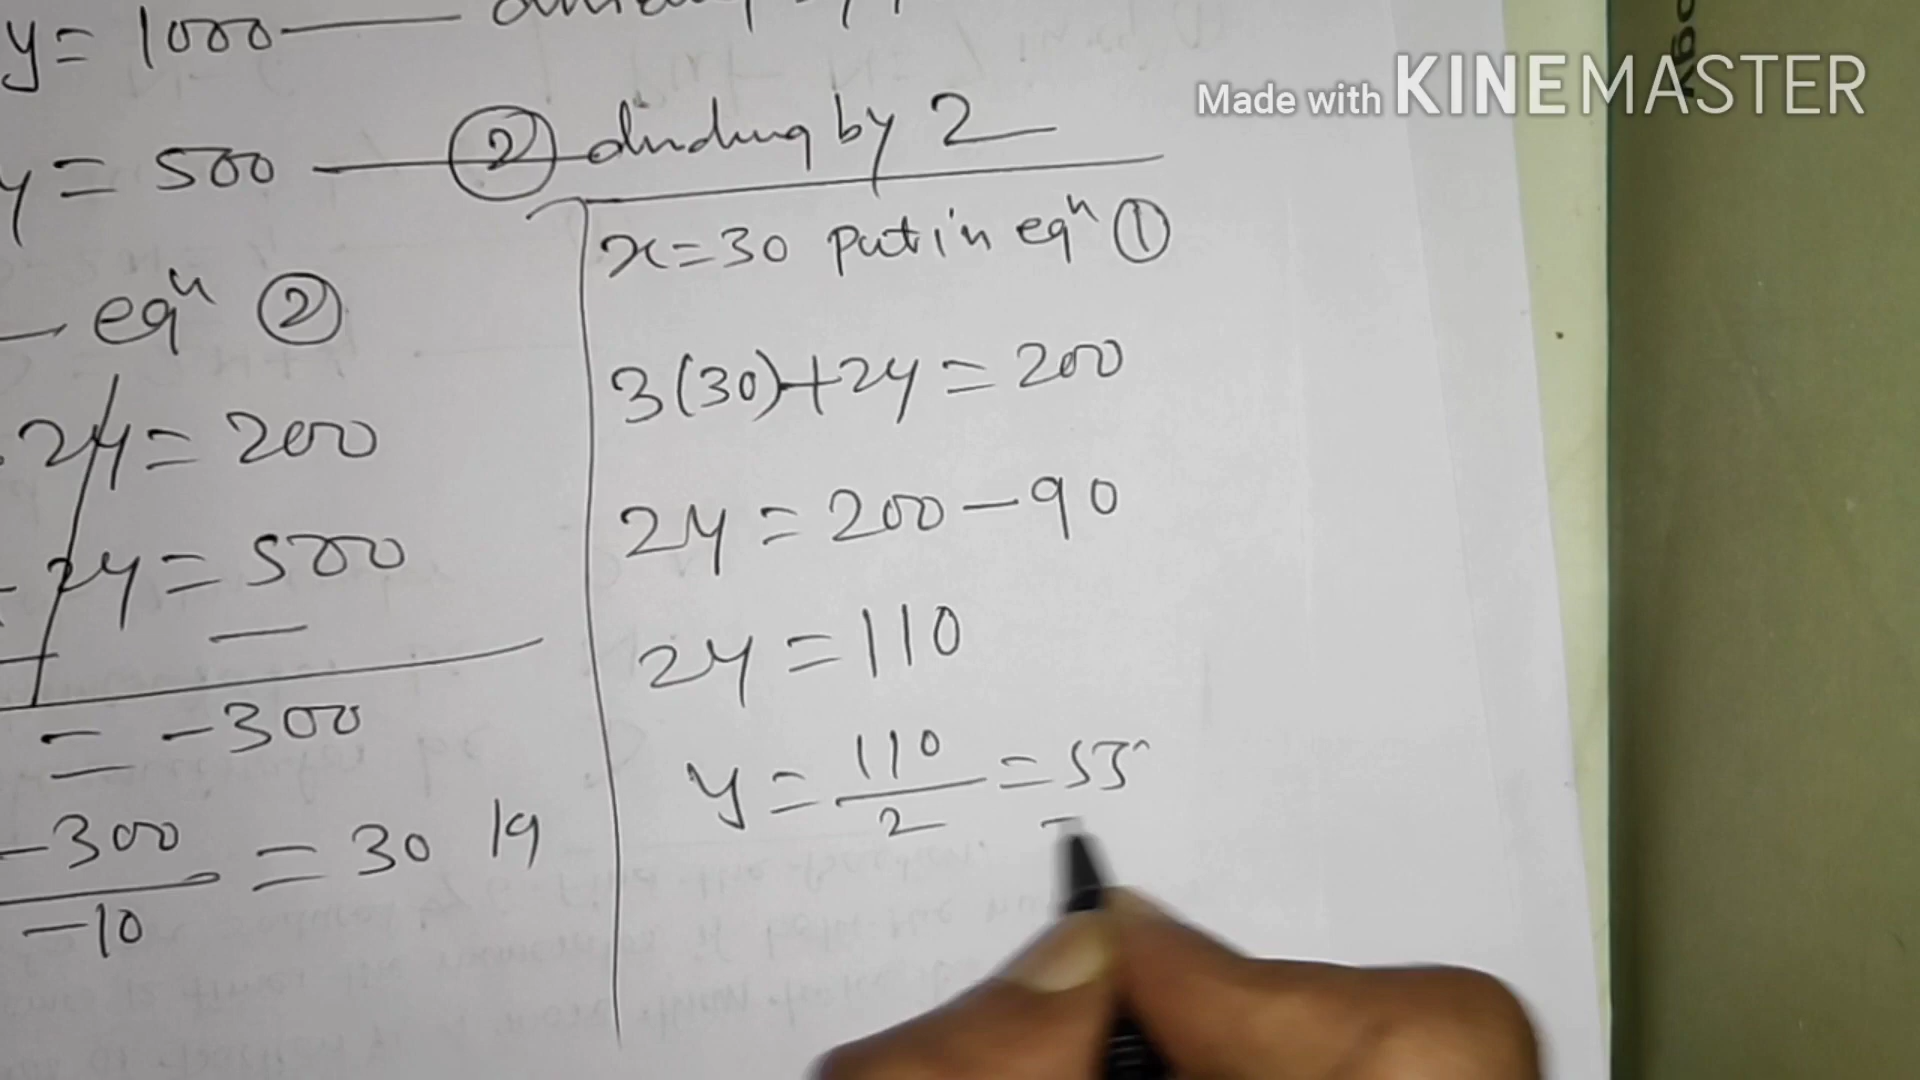 Made with KINEMASTER
y = 1000
y = 500 — ② dividing by 2
eqⁿ ②
2y = 200
2y = 500
= -300
-300
= 30 19
-10
x = 30 put in eqⁿ ①
3(30)+2y = 200
2y = 200 - 90
2y = 110
y = 110/2 = 55